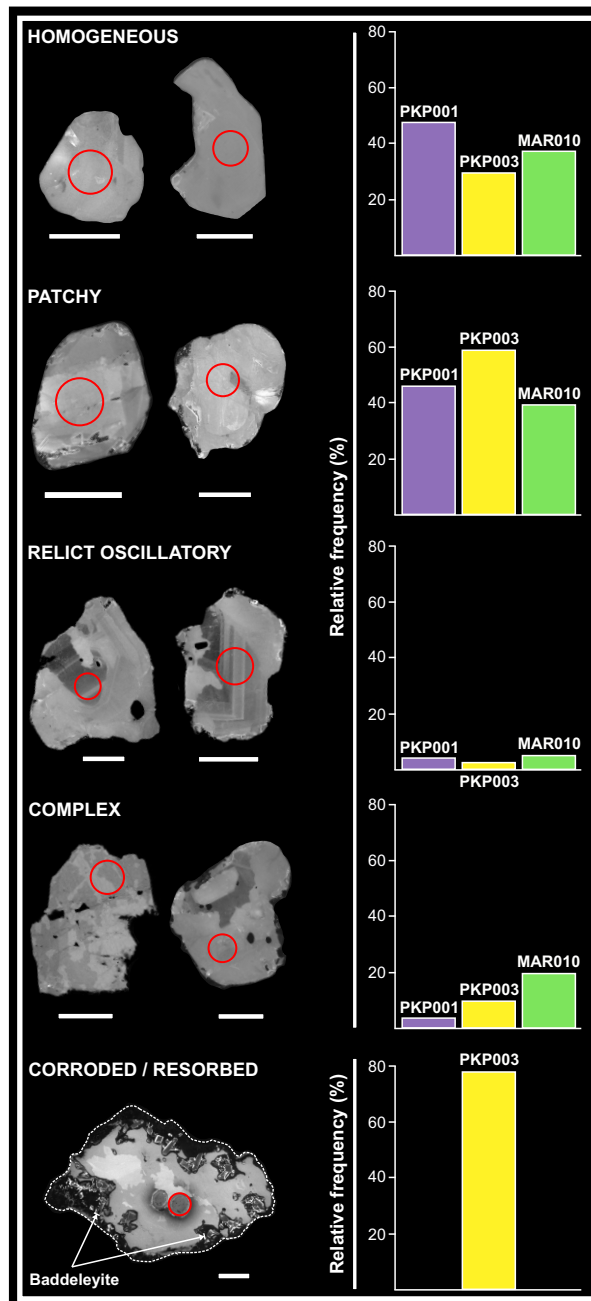 HOMOGENEOUS
80
60
40
20
PKP001
PKP003
MAR010
PATCHY
80
60
40
20
PKP001
PKP003
MAR010
Relative frequency (%)
RELICT OSCILLATORY
80
60
40
20
PKP001
PKP003
MAR010
COMPLEX
80
60
40
20
PKP001
PKP003
MAR010
CORRODED / RESORBED
Relative frequency (%)
80
60
40
20
PKP003
Baddeleyite